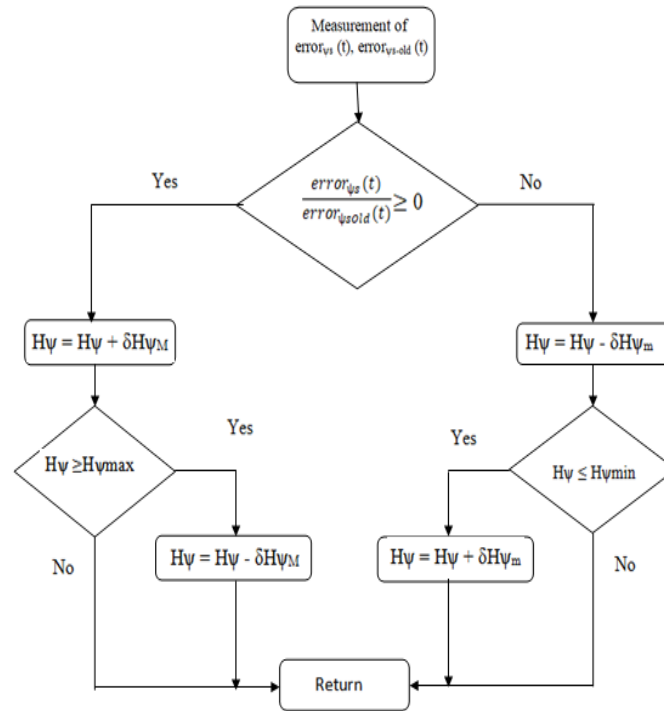 Measurement of
errorψs (t), errorψs-old (t)
Yes
No
errorψs(t)
errorψsold(t) ≥ 0
Hψ = Hψ + δHψM
Hψ = Hψ - δHψm
Yes
Yes
Hψ ≥Hψmax
Hψ ≤ Hψmin
Hψ = Hψ - δHψM
Hψ = Hψ + δHψm
No
No
Return